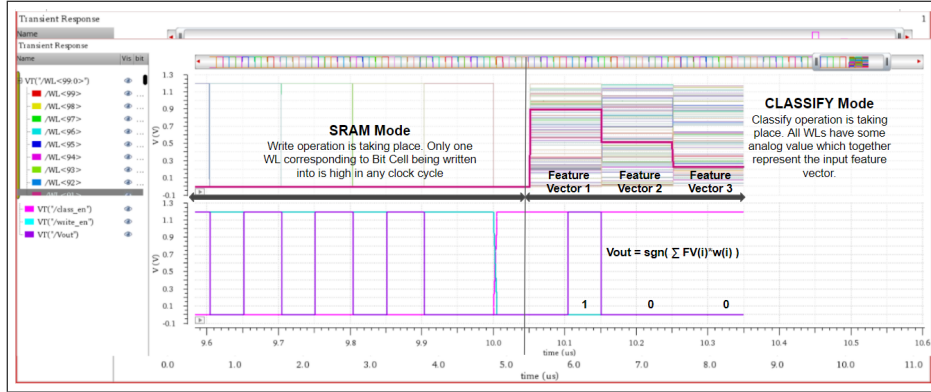 Transient Response
1
Name
Transient Response
Name
Vis
bit
VT("/WL<99:0>")
/WL<99>
/WL<98>
/WL<97>
/WL<96>
/WL<95>
/WL<94>
/WL<93>
/WL<92>
VT("/class_en")
VT("/write_en")
VT("/Vout")
1.3
1.1
0.9
0.7
0.5
0.3
0.1
-0.1
V (V)
SRAM Mode
Write operation is taking place. Only one
WL corresponding to Bit Cell being written
into is high in any clock cycle
Feature
Vector 1
Feature
Vector 2
Feature
Vector 3
CLASSIFY Mode
Classify operation is taking
place. All WLs have some
analog value which together
represent the input feature
vector.
1.3
1.1
0.9
0.7
0.5
0.3
0.1
-0.1
V (V)
Vout = sgn( ∑ FV(i)*w(i) )
1 0 0
9.6 9.7 9.8 9.9 10.0 10.1 10.2 10.3 10.4 10.5 10.6
time (us)
0.0 1.0 2.0 3.0 4.0 5.0 6.0 7.0 8.0 9.0 10.0 11.0
time (us)